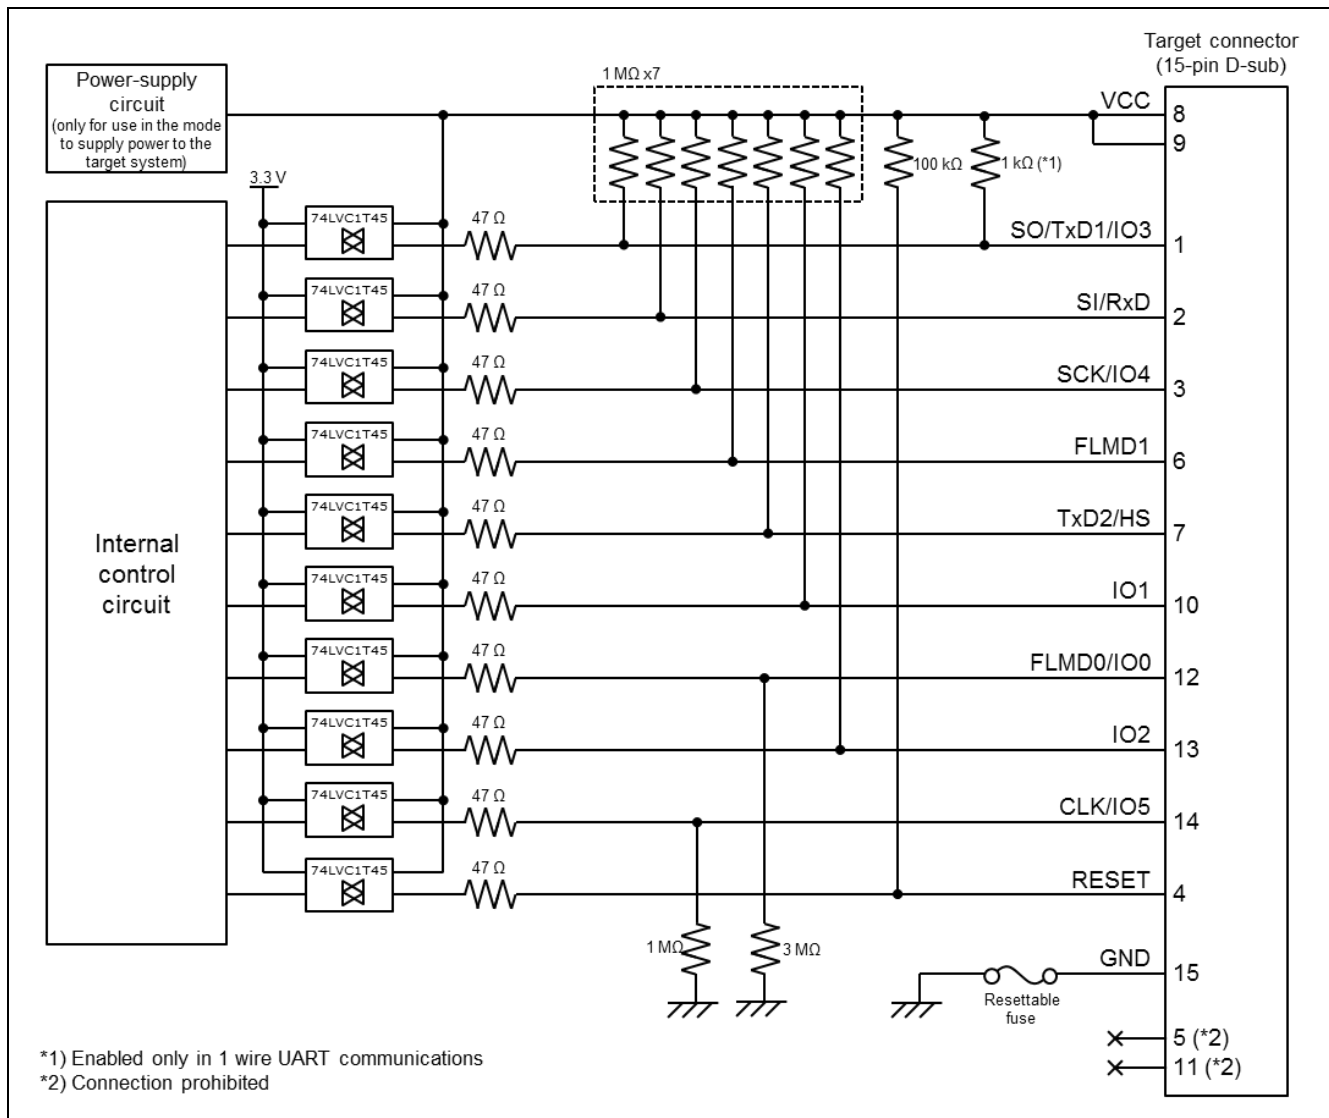 Target connector
(15-pin D-sub)
Power-supply
circuit
(only for use in the mode
to supply power to the
target system)
1 MΩ x7
VCC
8
9
100 kΩ
1 kΩ (*1)
3.3 V
74LVC1T45
47 Ω
SO/TxD1/IO3
1
74LVC1T45
47 Ω
SI/RxD
2
74LVC1T45
47 Ω
SCK/IO4
3
74LVC1T45
47 Ω
FLMD1
6
74LVC1T45
47 Ω
TxD2/HS
7
Internal
control
circuit
74LVC1T45
47 Ω
IO1
10
74LVC1T45
47 Ω
FLMD0/IO0
12
74LVC1T45
47 Ω
IO2
13
74LVC1T45
47 Ω
CLK/IO5
14
74LVC1T45
47 Ω
RESET
4
1 MΩ
3 MΩ
GND
15
Resettable
fuse
5 (*2)
11 (*2)
*1) Enabled only in 1 wire UART communications
*2) Connection prohibited